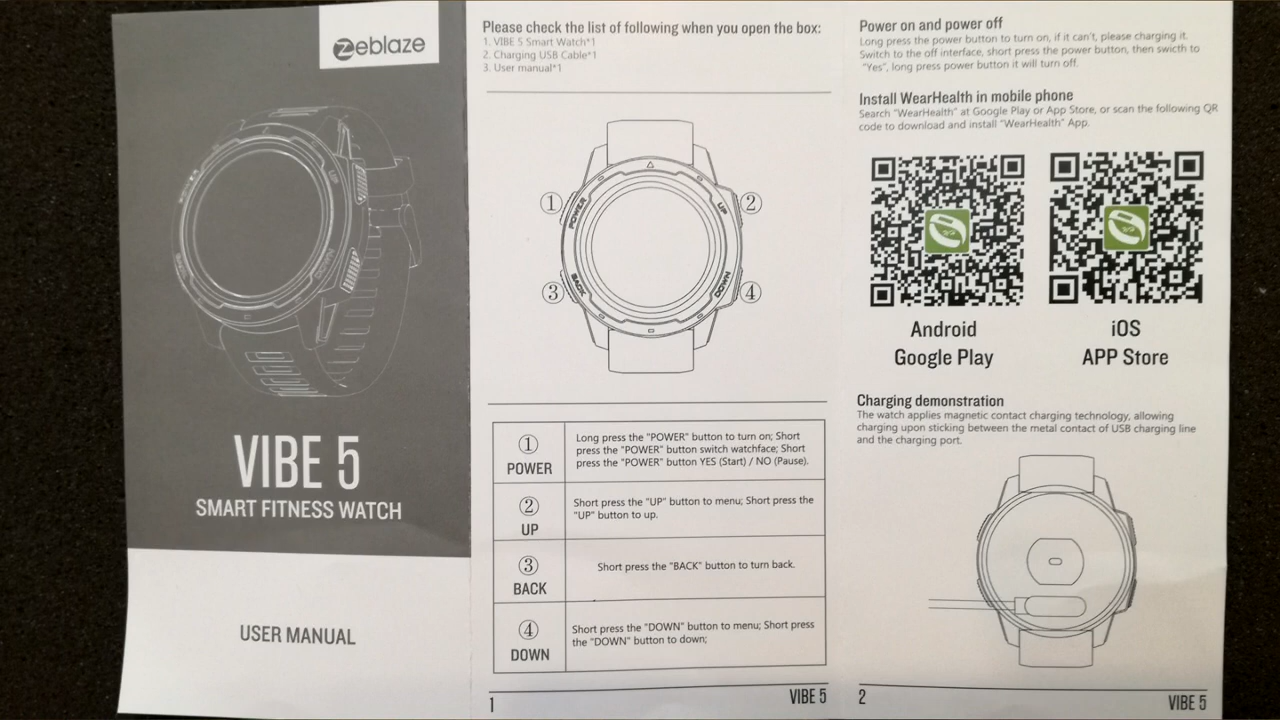 Zeblaze
UP
DOWN
VIBE 5
SMART FITNESS WATCH
USER MANUAL
Please check the list of following when you open the box:
1. VIBE 5 Smart Watch*1
2. Charging USB Cable*1
3. User manual*1
① POWER UP ②
③ BACK DOWN ④
①
POWER
Long press the "POWER" button to turn on; Short
press the "POWER" button switch watchface; Short
press the "POWER" button YES (Start) / NO (Pause).
②
UP
Short press the "UP" button to menu; Short press the
"UP" button to up.
③
BACK
Short press the "BACK" button to turn back.
④
DOWN
Short press the "DOWN" button to menu; Short press
the "DOWN" button to down;
1 VIBE 5
Power on and power off
Long press the power button to turn on, if it can't, please charging it.
Switch to the off interface, short press the power button, then swicth to
"Yes", long press power button it will turn off.
Install WearHealth in mobile phone
Search "WearHealth" at Google Play or App Store, or scan the following QR
code to download and install "WearHealth" App.
Android
Google Play
iOS
APP Store
Charging demonstration
The watch applies magnetic contact charging technology, allowing
charging upon sticking between the metal contact of USB charging line
and the charging port.
2 VIBE 5